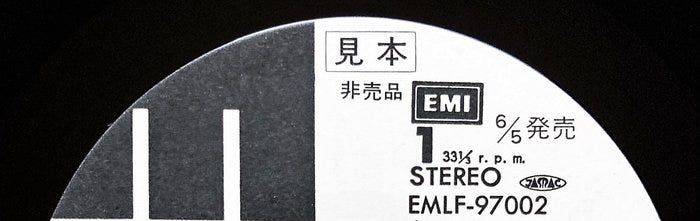 見本
非売品 EMI 6/5発売
1 33⅓ r. p. m.
STEREO JASRAC
EMLF-97002